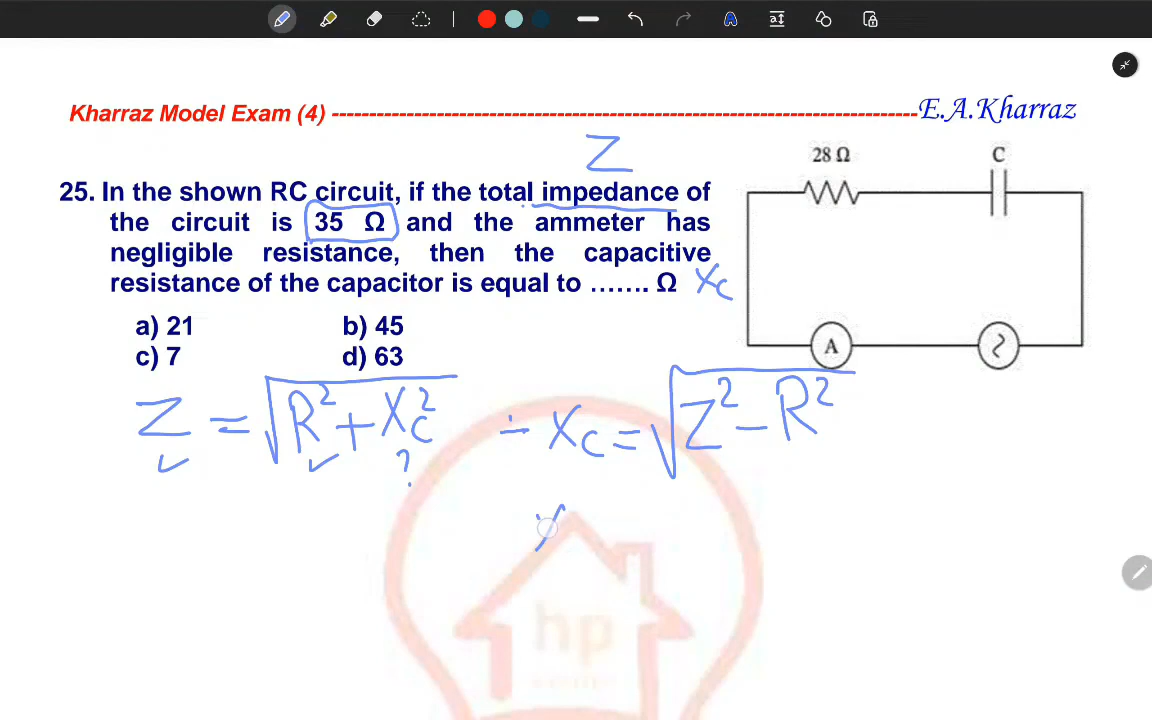 Kharraz Model Exam (4) ---------------------------------------------------------------------------------------E.A.Kharraz
Z
25. In the shown RC circuit, if the total impedance of
the circuit is 35 Ω and the ammeter has
negligible resistance, then the capacitive
resistance of the capacitor is equal to ……. Ω Xc
a) 21 b) 45
c) 7 d) 63
28 Ω C
A
Z = √(R² + Xc²) ∴ Xc = √(Z² − R²)
?
X
hp